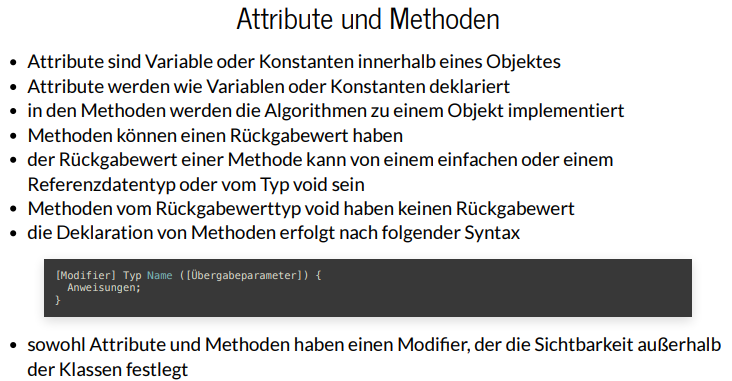 Attribute und Methoden
• Attribute sind Variable oder Konstanten innerhalb eines Objektes
• Attribute werden wie Variablen oder Konstanten deklariert
• in den Methoden werden die Algorithmen zu einem Objekt implementiert
• Methoden können einen Rückgabewert haben
• der Rückgabewert einer Methode kann von einem einfachen oder einem
Referenzdatentyp oder vom Typ void sein
• Methoden vom Rückgabewerttyp void haben keinen Rückgabewert
• die Deklaration von Methoden erfolgt nach folgender Syntax
[Modifier] Typ Name ([Übergabeparameter]) {
  Anweisungen;
}
• sowohl Attribute und Methoden haben einen Modifier, der die Sichtbarkeit außerhalb
der Klassen festlegt